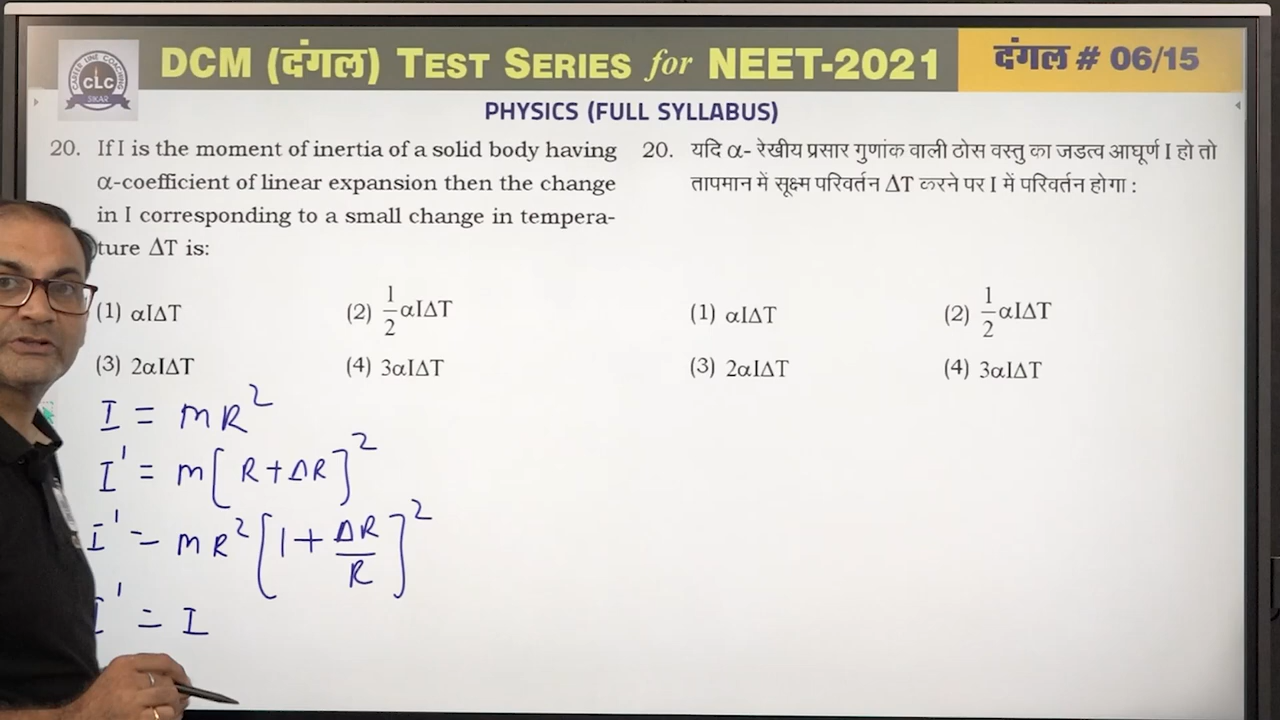 DCM (दंगल) TEST SERIES for NEET-2021
दंगल # 06/15
CAREER LINE COACHING
CLC
SIKAR
PHYSICS (FULL SYLLABUS)
20. If I is the moment of inertia of a solid body having
α-coefficient of linear expansion then the change
in I corresponding to a small change in tempera-
ture ΔT is:
(1) αIΔT (2) 1/2 αIΔT
(3) 2αIΔT (4) 3αIΔT
20. यदि α- रेखीय प्रसार गुणांक वाली ठोस वस्तु का जडत्व आघूर्ण I हो तो
तापमान में सूक्ष्म परिवर्तन ΔT करने पर I में परिवर्तन होगा :
(1) αIΔT (2) 1/2 αIΔT
(3) 2αIΔT (4) 3αIΔT
I = mR²
I' = m[R+ΔR]²
I' = mR²[1+ΔR/R]²
I' = I